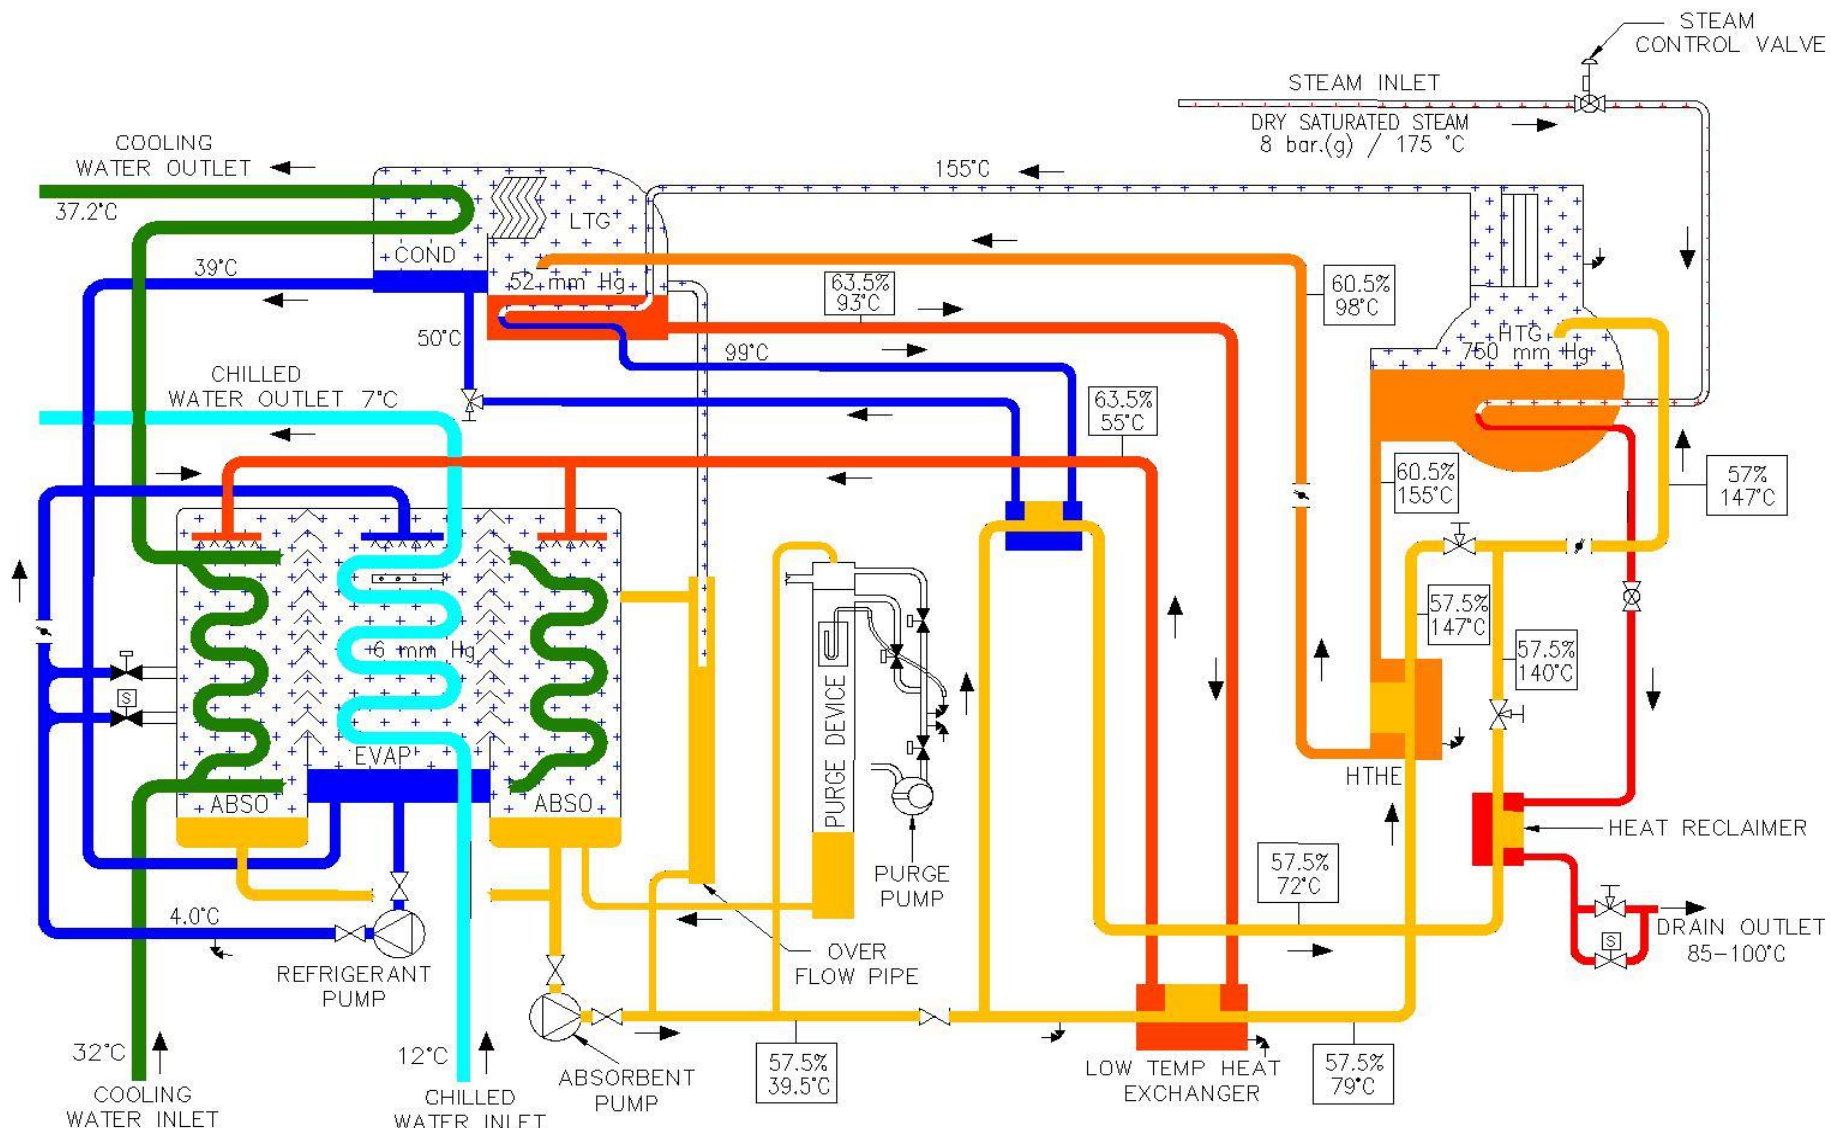 STEAM
CONTROL VALVE
STEAM INLET
DRY SATURATED STEAM
8 bar.(g) / 175 °C
COOLING
WATER OUTLET
37.2°C
155°C
LTG
COND
39°C
52 mm Hg
63.5%
93°C
60.5%
98°C
HTG
750 mm Hg
50°C
99°C
CHILLED
WATER OUTLET 7°C
63.5%
55°C
60.5%
155°C
57%
147°C
57.5%
147°C
57.5%
140°C
6 mm Hg
S
PURGE DEVICE
EVAP
ABSO
ABSO
HTHE
HEAT RECLAIMER
PURGE
PUMP
57.5%
72°C
4.0°C
REFRIGERANT
PUMP
OVER
FLOW PIPE
DRAIN OUTLET
85-100°C
S
32°C
COOLING
WATER INLET
12°C
CHILLED
WATER INLET
ABSORBENT
PUMP
57.5%
39.5°C
LOW TEMP HEAT
EXCHANGER
57.5%
79°C